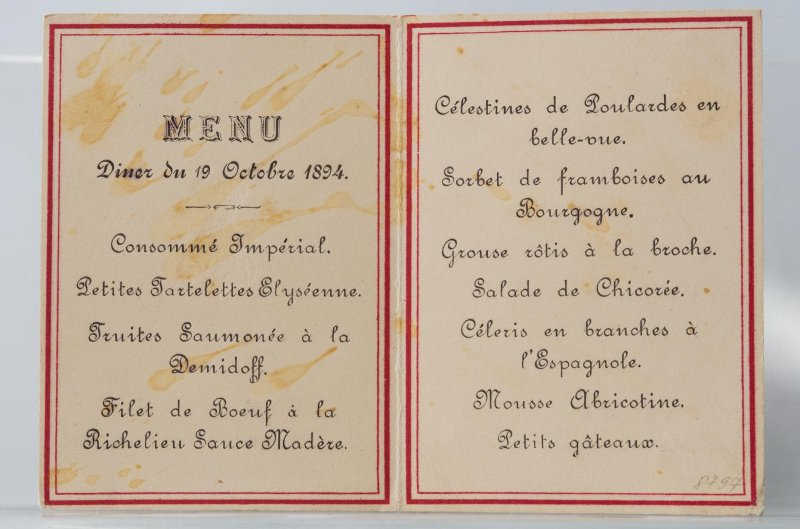 MENU
Diner du 19 Octobre 1894.
Consommé Impérial.
Petites Tartelettes Elyséenne.
Truites Saumonée à la
Demidoff.
Filet de Boeuf à la
Richelieu Sauce Madère.
Célestines de Poulardes en
belle-vue.
Sorbet de framboises au
Bourgogne.
Grouse rôtis à la broche.
Salade de Chicorée.
Céleris en branches à
l'Espagnole.
Mousse Abricotine.
Petits gâteaux.
8797